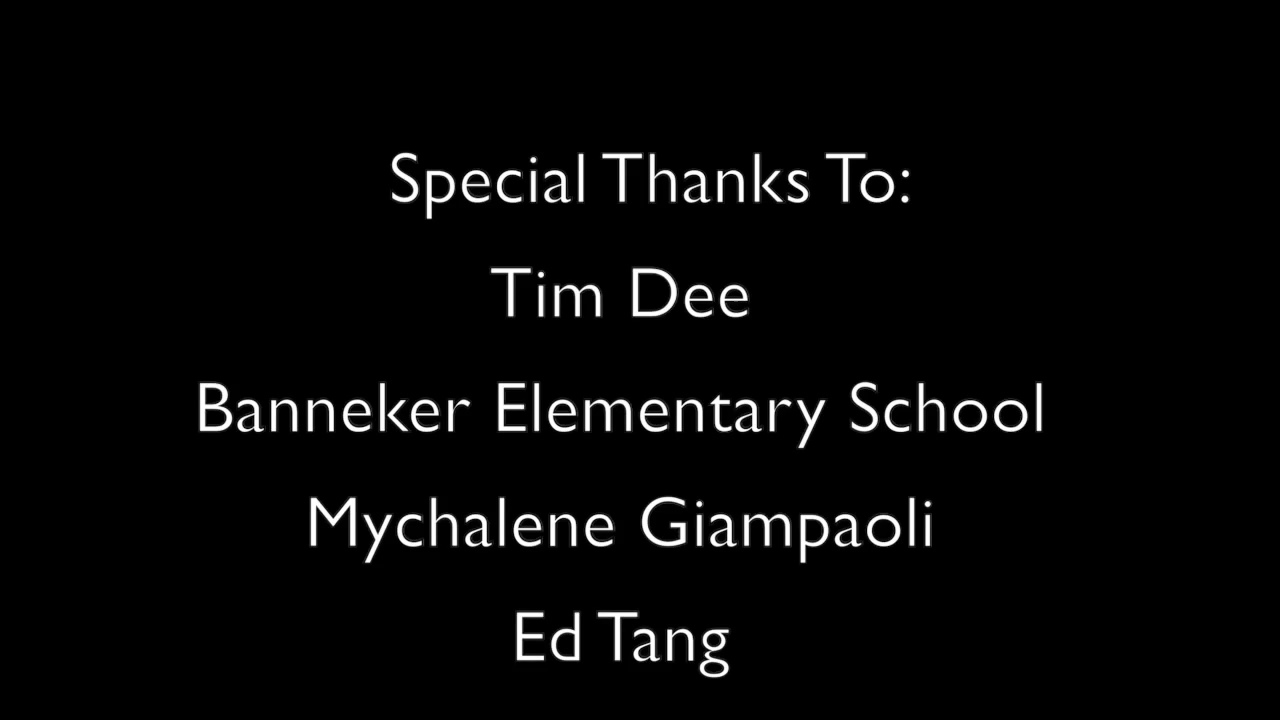 Special Thanks To:
Tim Dee
Banneker Elementary School
Mychalene Giampaoli
Ed Tang